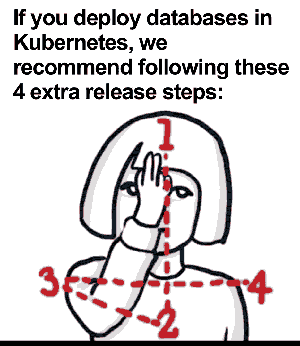 If you deploy databases in
Kubernetes, we
recommend following these
4 extra release steps:
1
3
4
2